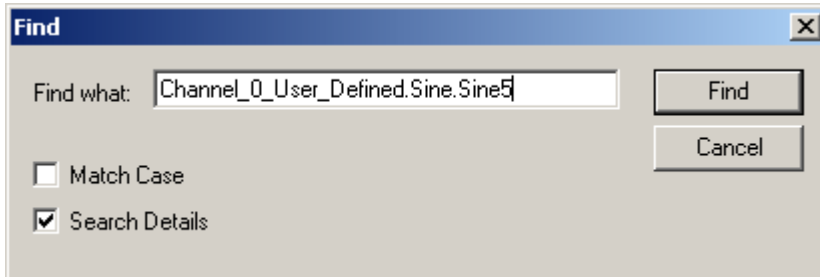 Find
Find what: Channel_0_User_Defined.Sine.Sine5 Find
Cancel
Match Case
Search Details